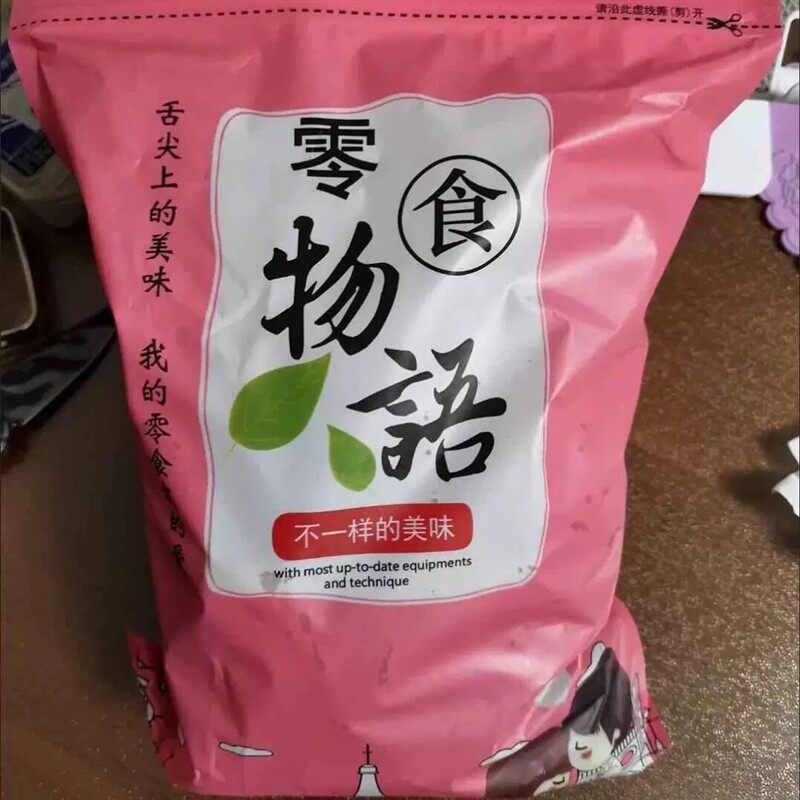 请沿此虚线撕(剪)开
舌尖上的美味 我的零食
零食
物語
不一样的美味
with most up-to-date equipments
and technique